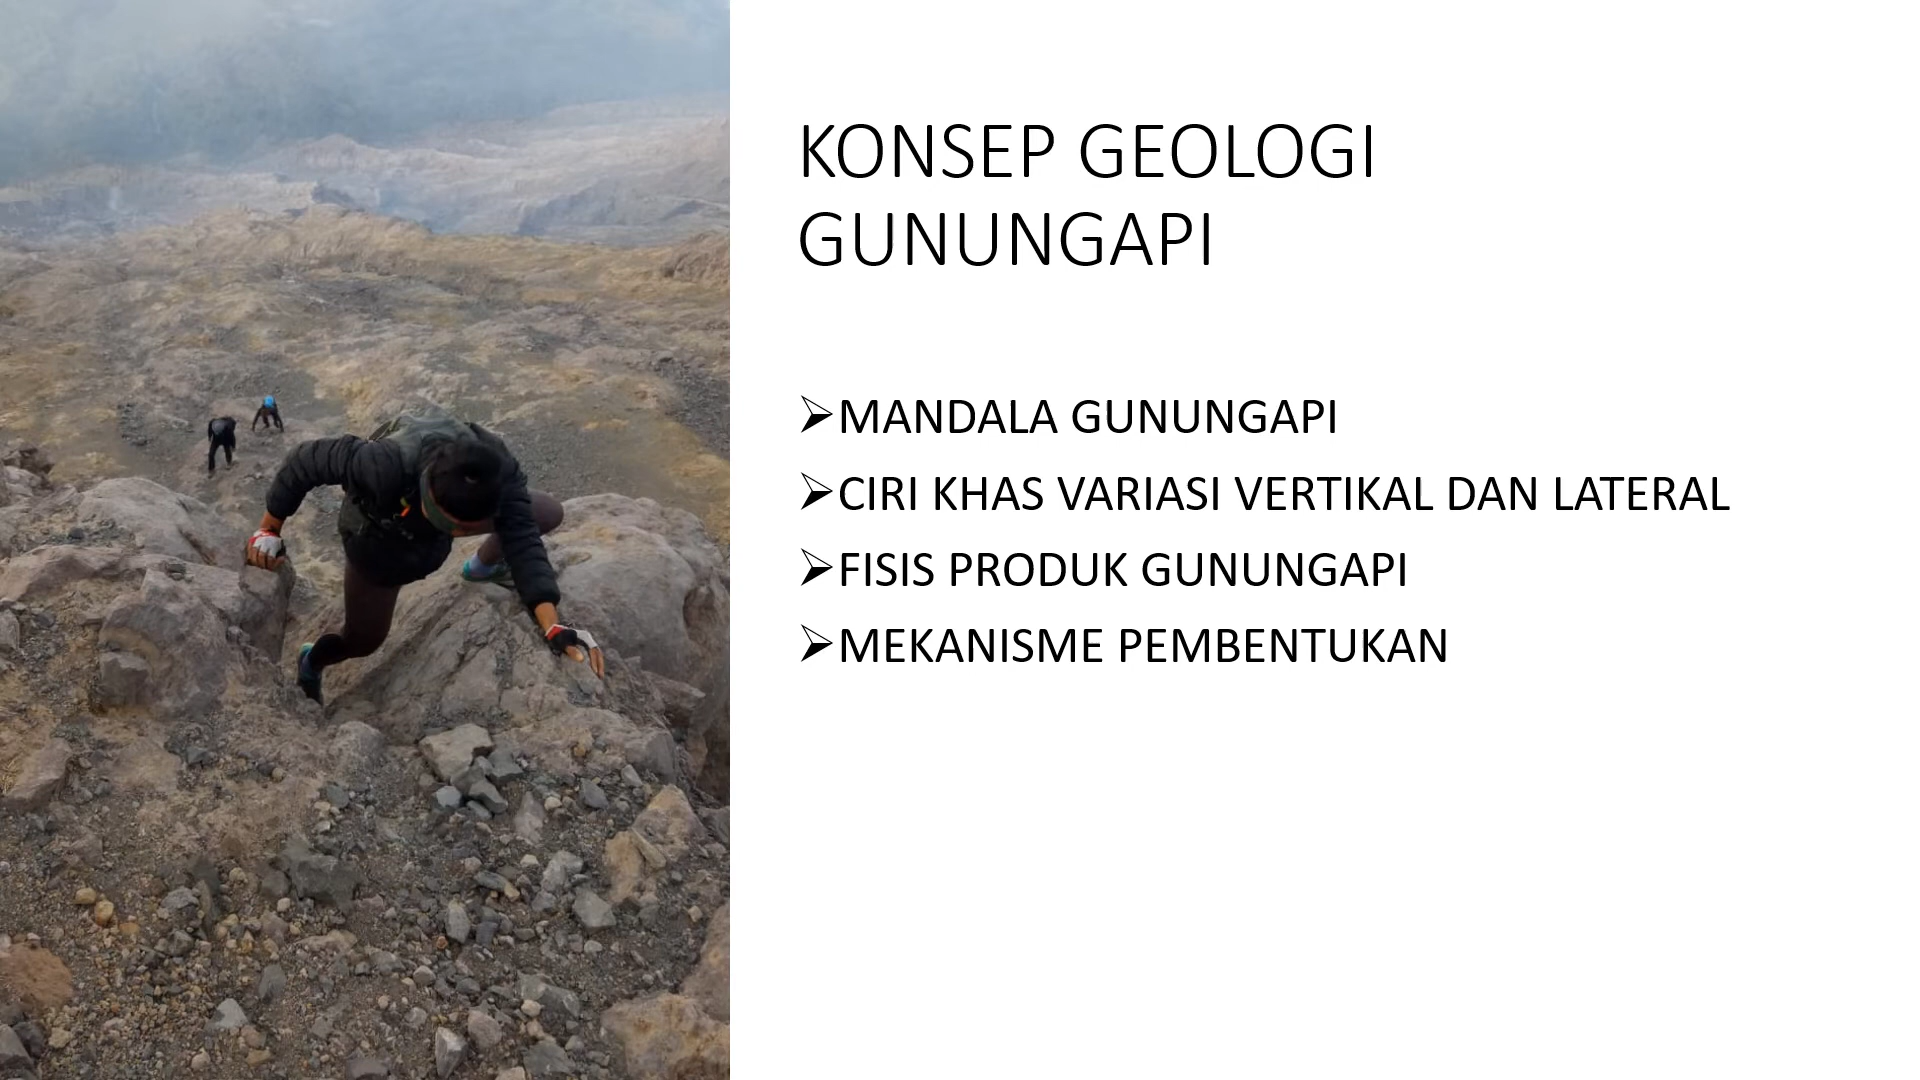 KONSEP GEOLOGI
GUNUNGAPI
➢MANDALA GUNUNGAPI
➢CIRI KHAS VARIASI VERTIKAL DAN LATERAL
➢FISIS PRODUK GUNUNGAPI
➢MEKANISME PEMBENTUKAN